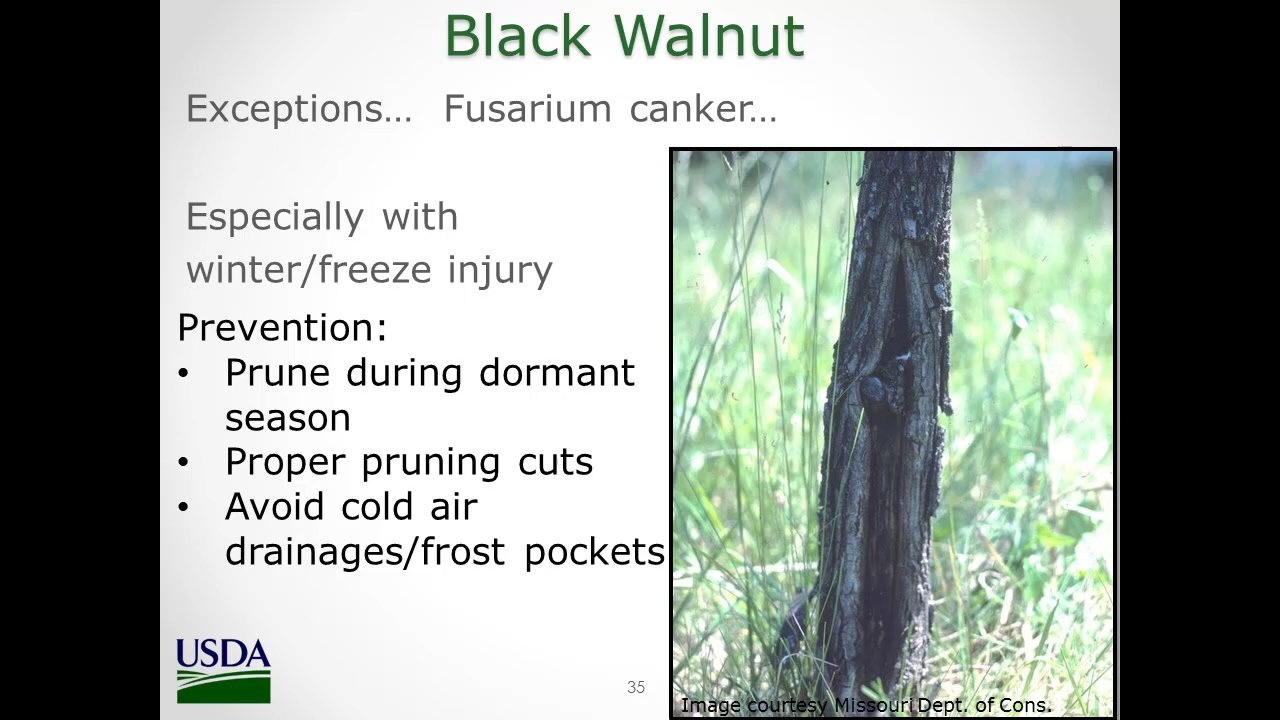 Black Walnut
Exceptions… Fusarium canker…
Especially with
winter/freeze injury
Prevention:
• Prune during dormant
season
• Proper pruning cuts
• Avoid cold air
drainages/frost pockets
USDA
35
Image courtesy Missouri Dept. of Cons.